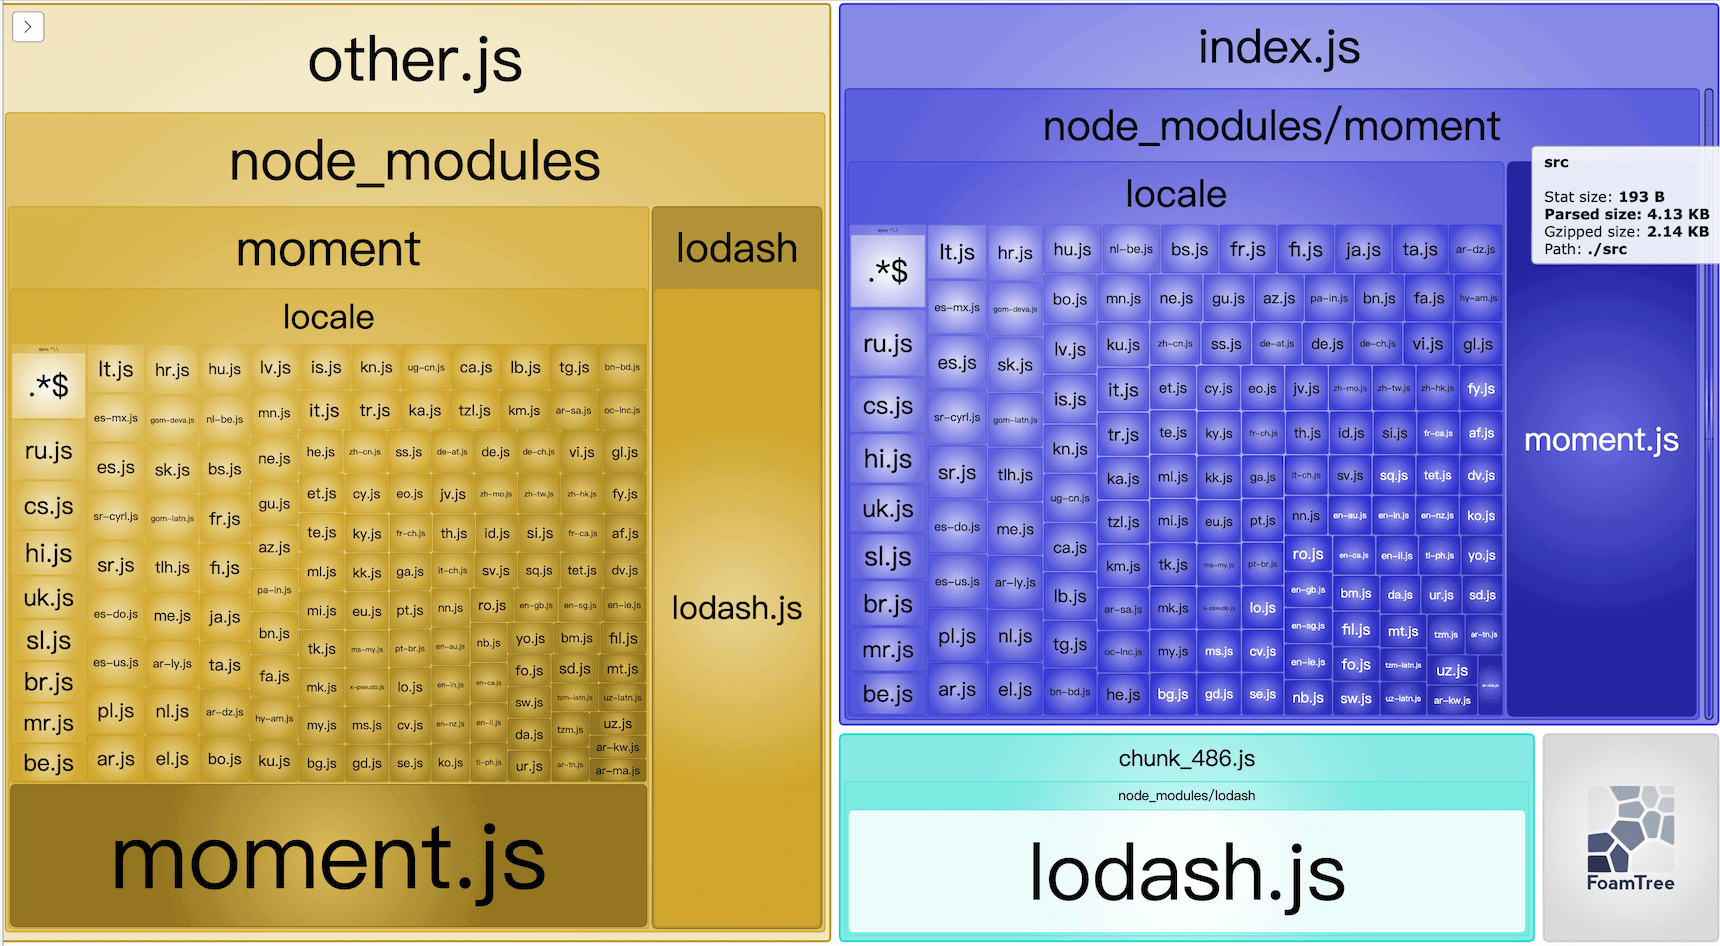 other.js
node_modules
moment
locale
.*$
ru.js
cs.js
hi.js
uk.js
sl.js
br.js
mr.js
be.js
lt.js
es-mx.js
es.js
sr-cyrl.js
sr.js
es-do.js
es-us.js
pl.js
ar.js
hr.js
gom-deva.js
sk.js
gom-latn.js
tlh.js
me.js
ar-ly.js
nl.js
el.js
hu.js
nl-be.js
bs.js
fr.js
fi.js
ja.js
ta.js
ar-dz.js
bo.js
lv.js
mn.js
ne.js
gu.js
az.js
pa-in.js
bn.js
fa.js
hy-am.js
ku.js
is.js kn.js ug-cn.js ca.js lb.js tg.js bn-bd.js
it.js tr.js ka.js tzl.js km.js ar-sa.js oc-lnc.js
he.js zh-cn.js ss.js de-at.js de.js de-ch.js vi.js gl.js
et.js cy.js eo.js jv.js zh-mo.js zh-tw.js zh-hk.js fy.js
te.js ky.js fr-ch.js th.js id.js si.js fr-ca.js af.js
ml.js kk.js ga.js it-ch.js sv.js sq.js tet.js dv.js
mi.js eu.js pt.js nn.js ro.js en-gb.js en-sg.js en-ie.js
tk.js ms-my.js pt-br.js en-au.js nb.js yo.js bm.js fil.js
mk.js x-pseudo.js lo.js en-in.js en-ca.js fo.js sd.js mt.js
my.js ms.js cv.js en-nz.js en-il.js sw.js tzm-latn.js uz-latn.js
bg.js gd.js se.js ko.js tl-ph.js da.js tzm.js uz.js
ar-kw.js
ur.js ar-tn.js ar-ma.js
moment.js
lodash
lodash.js
index.js
node_modules/moment
locale
.*$
ru.js
cs.js
hi.js
uk.js
sl.js
br.js
mr.js
be.js
lt.js
es-mx.js
es.js
sr-cyrl.js
sr.js
es-do.js
es-us.js
pl.js
ar.js
hr.js
gom-deva.js
sk.js
gom-latn.js
tlh.js
me.js
ar-ly.js
nl.js
el.js
hu.js nl-be.js bs.js fr.js fi.js ja.js ta.js ar-dz.js
bo.js mn.js ne.js gu.js az.js pa-in.js bn.js fa.js hy-am.js
lv.js ku.js zh-cn.js ss.js de-at.js de.js de-ch.js vi.js gl.js
is.js it.js et.js cy.js eo.js jv.js zh-mo.js zh-tw.js zh-hk.js fy.js
kn.js tr.js te.js ky.js fr-ch.js th.js id.js si.js fr-ca.js af.js
ug-cn.js ka.js ml.js kk.js ga.js it-ch.js sv.js sq.js tet.js dv.js
ca.js tzl.js mi.js eu.js pt.js nn.js en-au.js en-in.js en-nz.js ko.js
lb.js km.js tk.js ms-my.js pt-br.js ro.js en-ca.js en-il.js tl-ph.js yo.js
ar-sa.js mk.js x-pseudo.js lo.js en-gb.js bm.js da.js ur.js sd.js
tg.js oc-lnc.js my.js ms.js cv.js en-sg.js fil.js mt.js tzm.js ar-tn.js
en-ie.js fo.js tzm-latn.js uz.js
bn-bd.js he.js bg.js gd.js se.js nb.js sw.js uz-latn.js ar-kw.js ar-ma.js
moment.js
src
Stat size: 193 B
Parsed size: 4.13 KB
Gzipped size: 2.14 KB
Path: ./src
chunk_486.js
node_modules/lodash
lodash.js
FoamTree